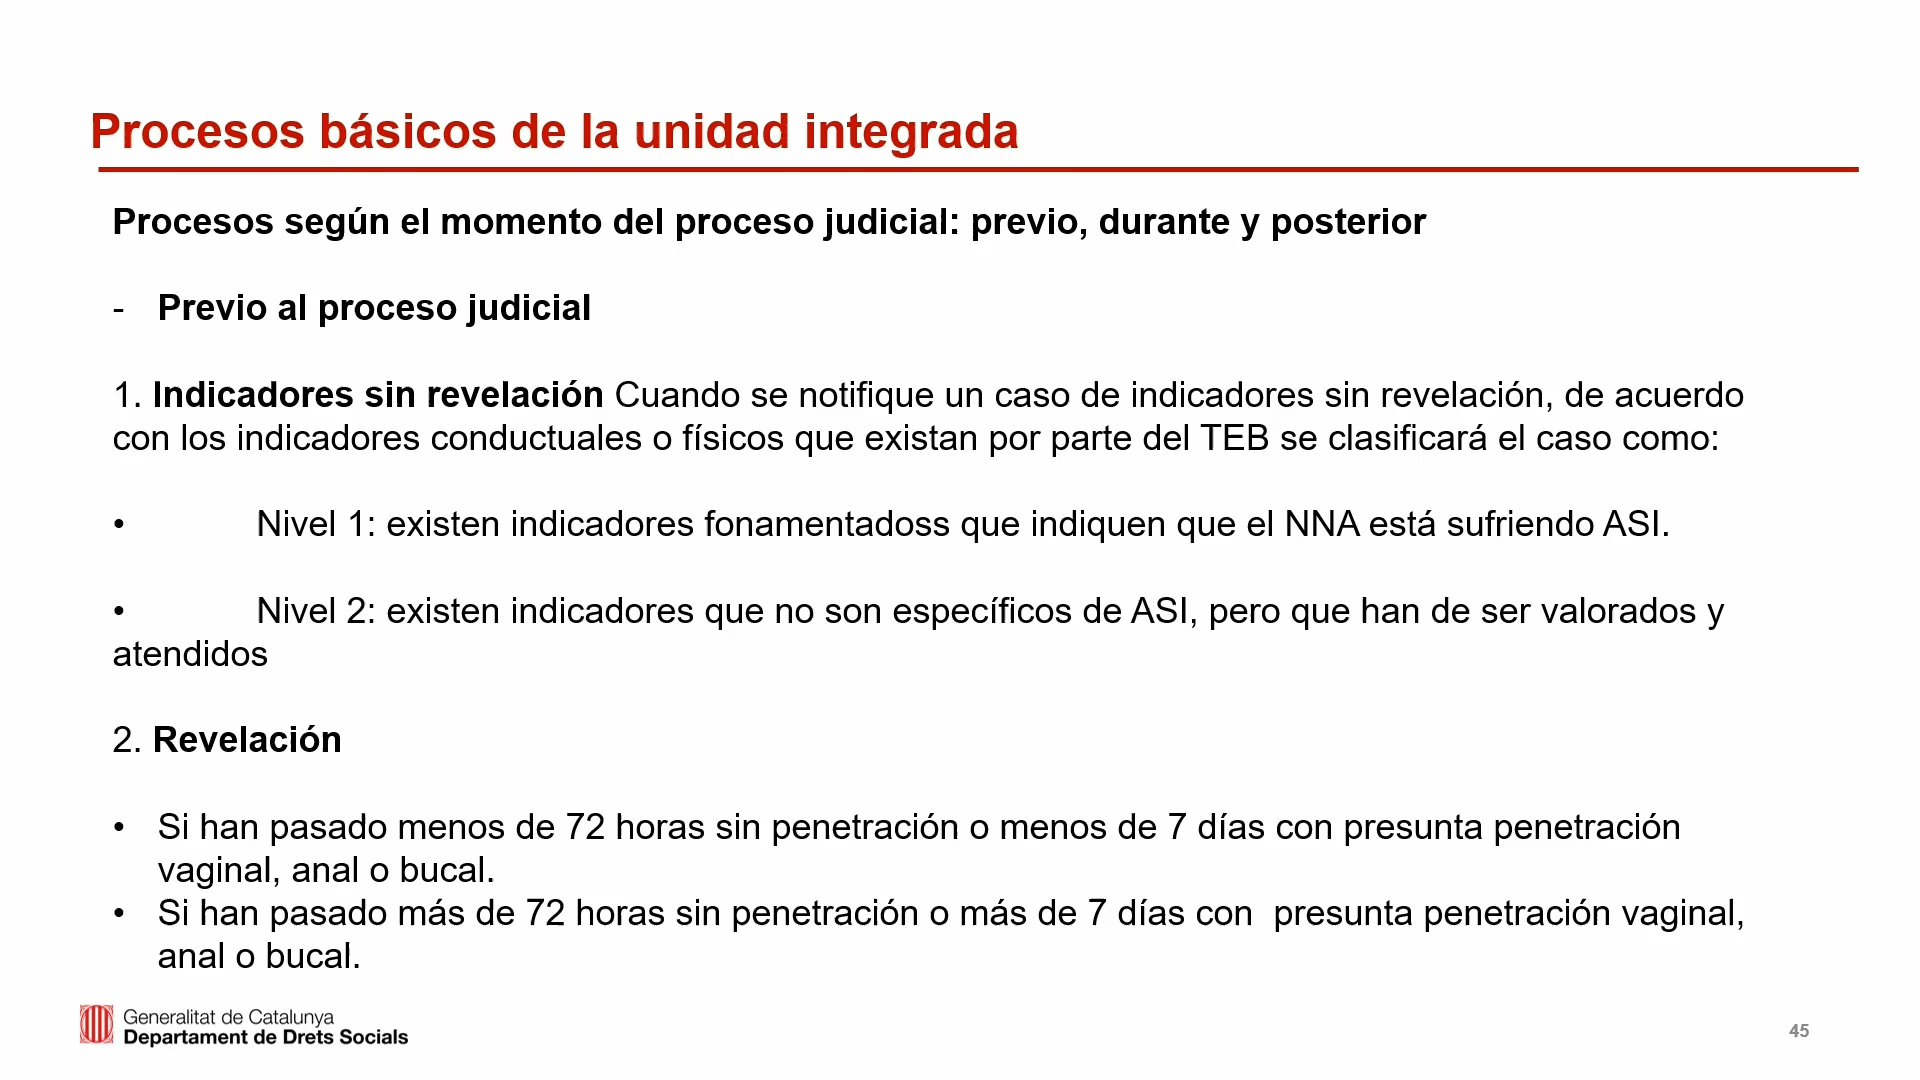 Procesos básicos de la unidad integrada
Procesos según el momento del proceso judicial: previo, durante y posterior
- Previo al proceso judicial
1. Indicadores sin revelación Cuando se notifique un caso de indicadores sin revelación, de acuerdo
con los indicadores conductuales o físicos que existan por parte del TEB se clasificará el caso como:
• Nivel 1: existen indicadores fonamentadoss que indiquen que el NNA está sufriendo ASI.
• Nivel 2: existen indicadores que no son específicos de ASI, pero que han de ser valorados y
atendidos
2. Revelación
• Si han pasado menos de 72 horas sin penetración o menos de 7 días con presunta penetración
vaginal, anal o bucal.
• Si han pasado más de 72 horas sin penetración o más de 7 días con  presunta penetración vaginal,
anal o bucal.
Generalitat de Catalunya
Departament de Drets Socials
45